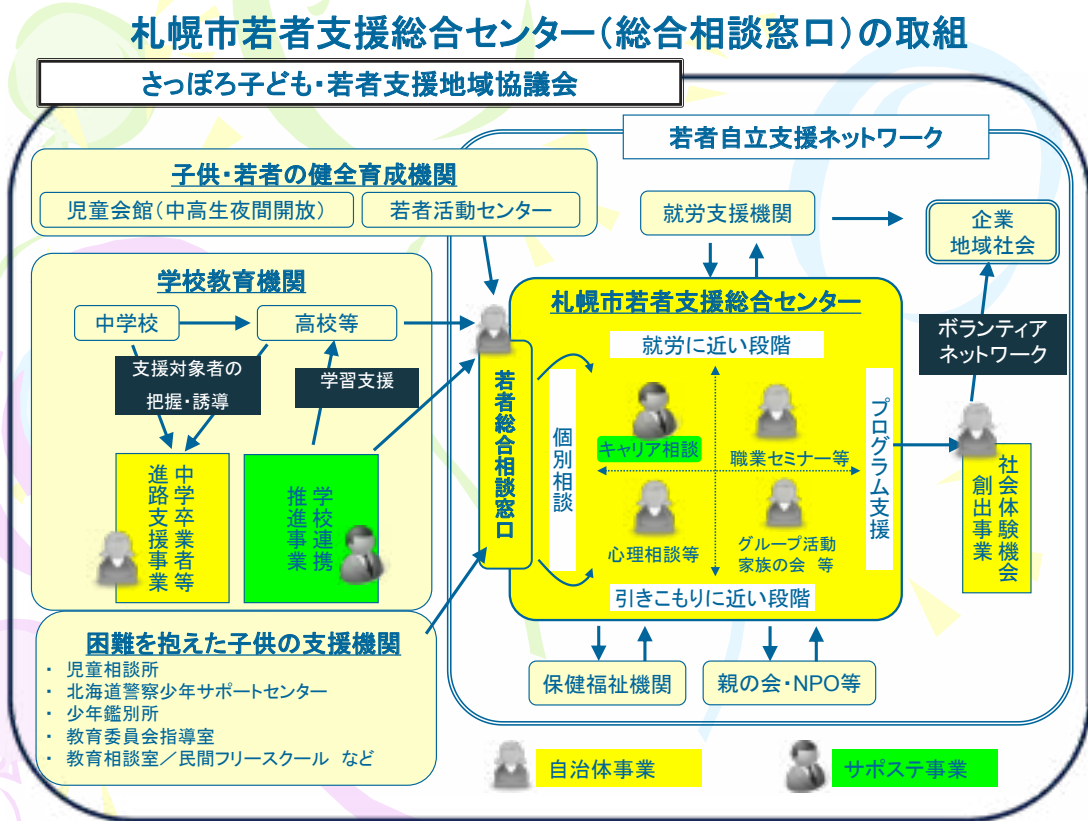 札幌市若者支援総合センター（総合相談窓口）の取組
さっぽろ子ども・若者支援地域協議会
若者自立支援ネットワーク
子供・若者の健全育成機関
児童会館（中高生夜間開放）
若者活動センター
就労支援機関
企業
地域社会
学校教育機関
中学校
高校等
支援対象者の
把握・誘導
学習支援
中学卒業者等
進路支援事業
学校連携
推進事業
札幌市若者支援総合センター
就労に近い段階
若者総合相談窓口
個別相談
キャリア相談
職業セミナー等
心理相談等
グループ活動
家族の会　等
プログラム支援
引きこもりに近い段階
ボランティア
ネットワーク
社会体験機会
創出事業
困難を抱えた子供の支援機関
・ 児童相談所
・ 北海道警察少年サポートセンター
・ 少年鑑別所
・ 教育委員会指導室
・ 教育相談室／民間フリースクール　など
保健福祉機関
親の会・NPO等
自治体事業
サポステ事業